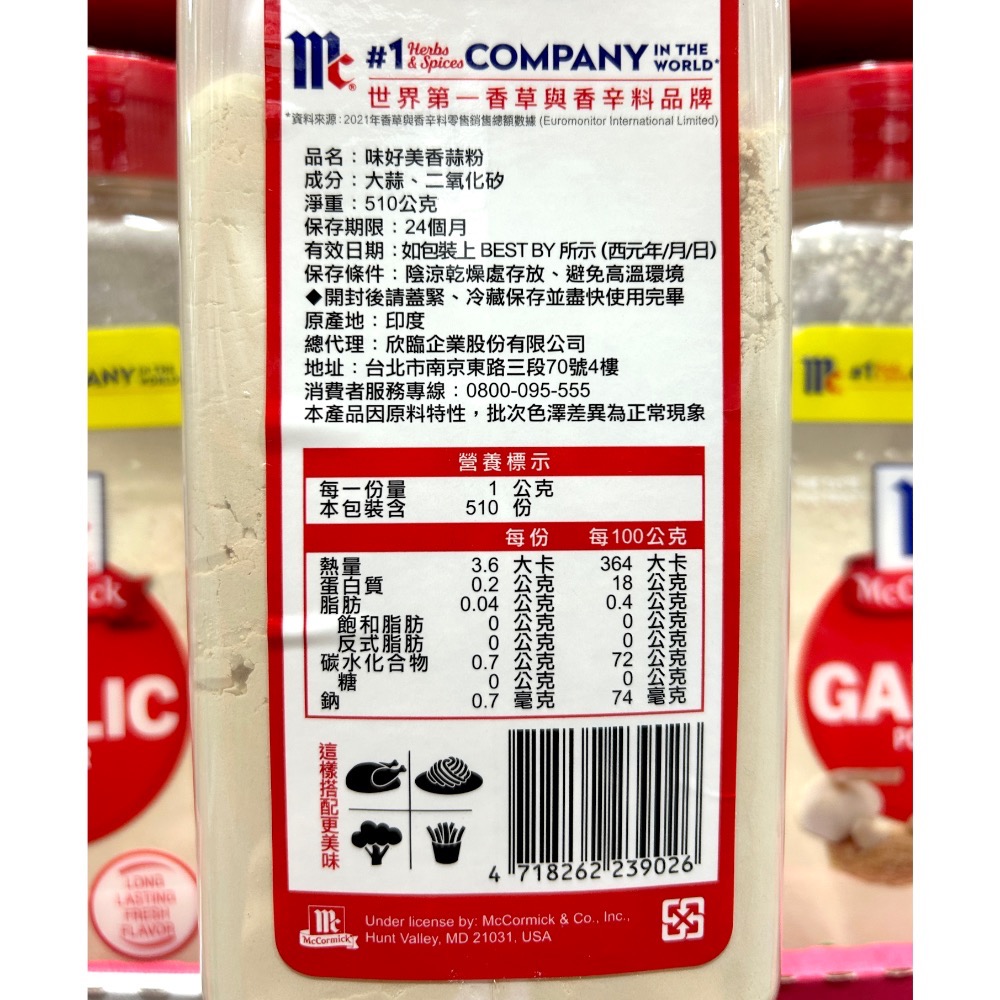 Mc® #1 Herbs & Spices COMPANY IN THE WORLD*
世界第一香草與香辛料品牌
*資料來源:2021年香草與香辛料零售銷售總額數據 (Euromonitor International Limited)
品名:味好美香蒜粉
成分:大蒜、二氧化矽
淨重:510公克
保存期限:24個月
有效日期:如包裝上 BEST BY 所示 (西元年/月/日)
保存條件:陰涼乾燥處存放、避免高溫環境
◆開封後請蓋緊、冷藏保存並盡快使用完畢
原產地:印度
總代理:欣臨企業股份有限公司
地址:台北市南京東路三段70號4樓
消費者服務專線:0800-095-555
本產品因原料特性,批次色澤差異為正常現象
營養標示
每一份量 1 公克
本包裝含 510 份
每份 每100公克
熱量 3.6 大卡 364 大卡
蛋白質 0.2 公克 18 公克
脂肪 0.04 公克 0.4 公克
飽和脂肪 0 公克 0 公克
反式脂肪 0 公克 0 公克
碳水化合物 0.7 公克 72 公克
糖 0 公克 0 公克
鈉 0.7 毫克 74 毫克
這樣搭配更美味
4 718262 239026
McCormick
Under license by: McCormick & Co., Inc.,
Hunt Valley, MD 21031, USA
ANY
ck
LIC
LONG
LASTING
FRESH
FLAVOR
Mc #1
McC
GA